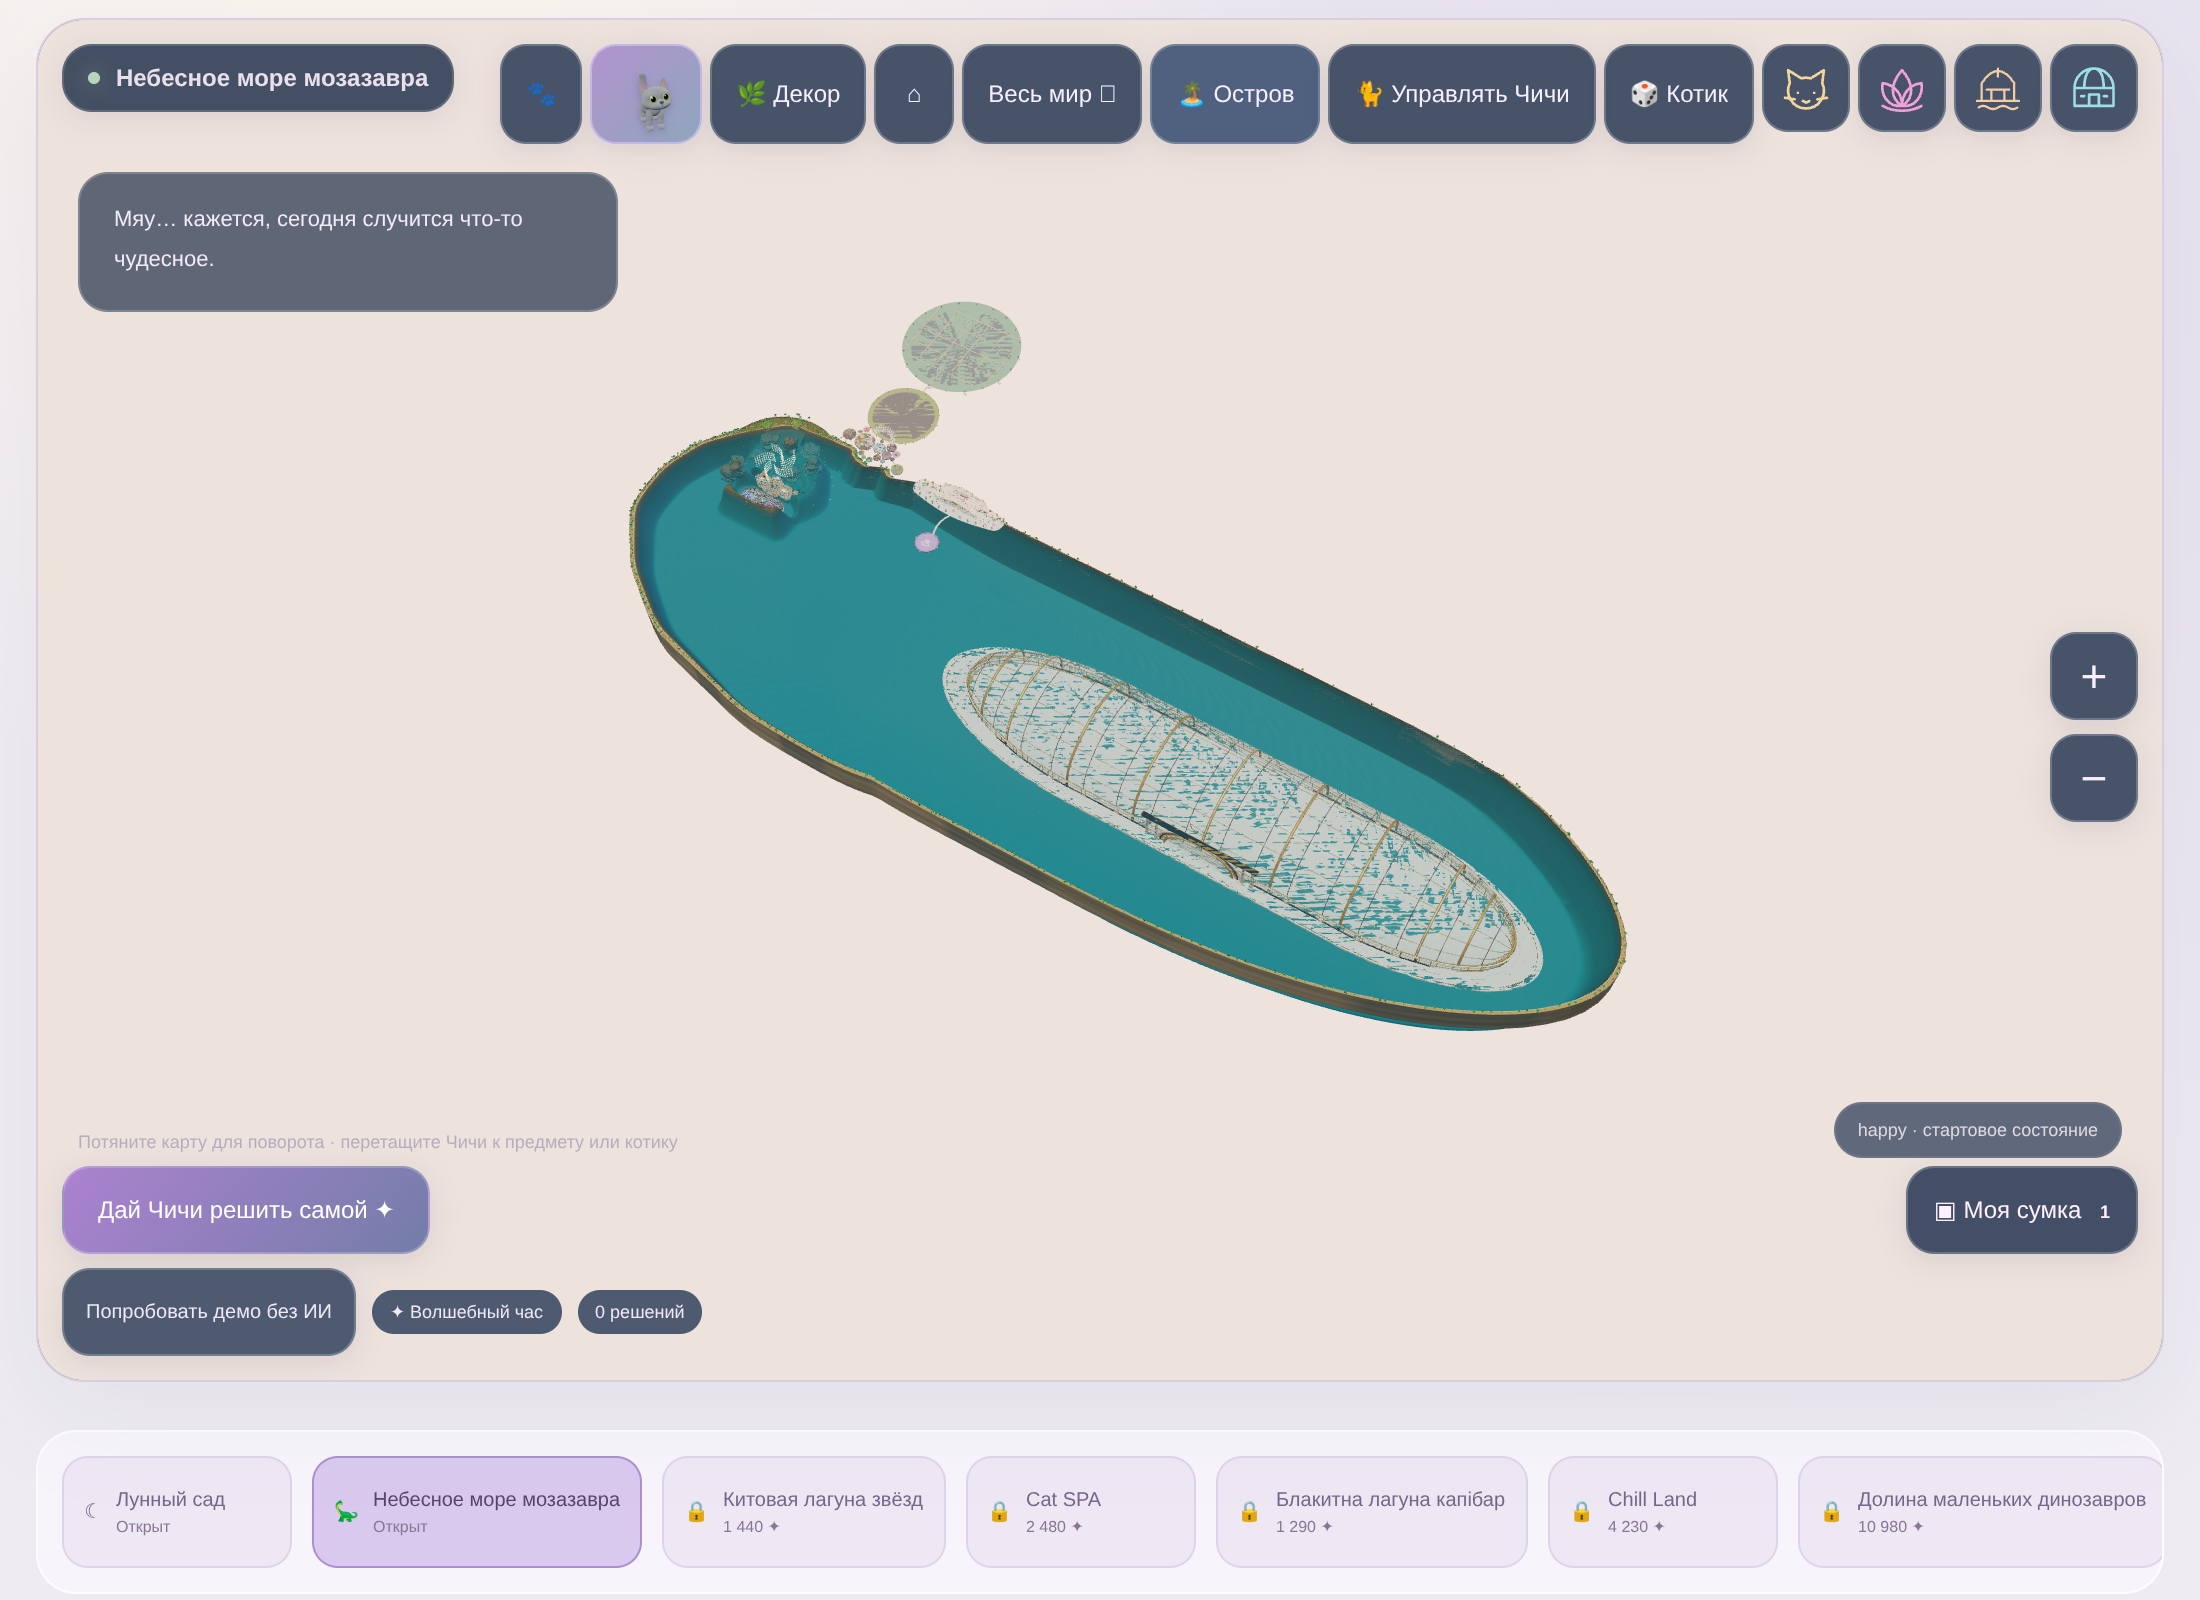 Небесное море мозазавра
Декор
Весь мир
Остров
Управлять Чичи
Котик
Мяу… кажется, сегодня случится что-то
чудесное.
+
−
Потяните карту для поворота · перетащите Чичи к предмету или котику
happy · стартовое состояние
Дай Чичи решить самой ✦
Моя сумка 1
Попробовать демо без ИИ
✦ Волшебный час
0 решений
Лунный сад
Открыт
Небесное море мозазавра
Открыт
Китовая лагуна звёзд
1 440 ✦
Cat SPA
2 480 ✦
Блакитна лагуна капібар
1 290 ✦
Chill Land
4 230 ✦
Долина маленьких динозавров
10 980 ✦